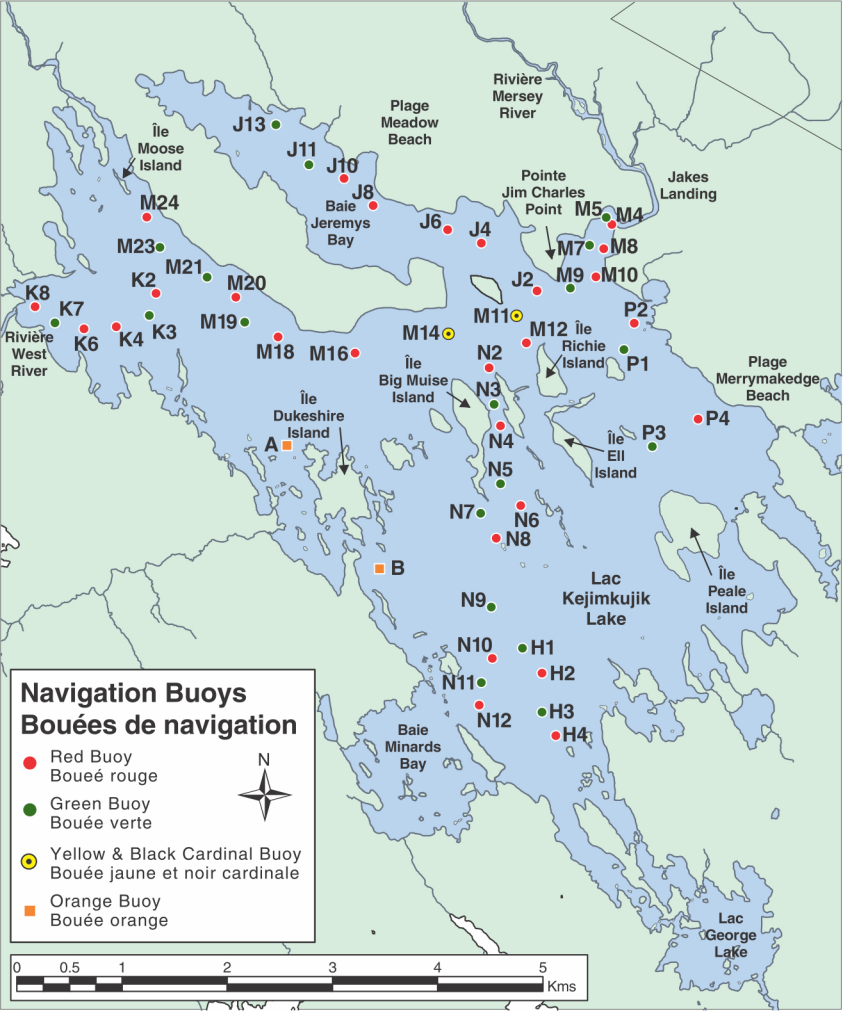 Rivière
Mersey
River
Plage
Meadow
Beach
J13
Île
Moose
Island
J11
J10
Jakes
Landing
Pointe
Jim Charles
Point
J8
Baie
Jeremys
Bay
M24
M5
M4
J6
J4
M23
M7
M8
M21
M9
M10
J2
K2
M20
K8
K7
M11
P2
M19
K3
K4
K6
M14
M12
Île
Richie
Island
Rivière
West
River
M18
M16
N2
P1
Île
Big Muise
Island
Plage
Merrymakedge
Beach
N3
Île
Dukeshire
Island
P4
N4
A
Île
Ell
Island
P3
N5
N7
N6
N8
B
Lac
Kejimkujik
Lake
Île
Peale
Island
N9
N10
H1
H2
N11
N12
H3
H4
Baie
Minards
Bay
Lac
George
Lake
Navigation Buoys
Bouées de navigation
Red Buoy
Boueé rouge
N
Green Buoy
Bouée verte
Yellow & Black Cardinal Buoy
Bouée jaune et noir cardinale
Orange Buoy
Bouée orange
0 0.5 1 2 3 4 5
Kms